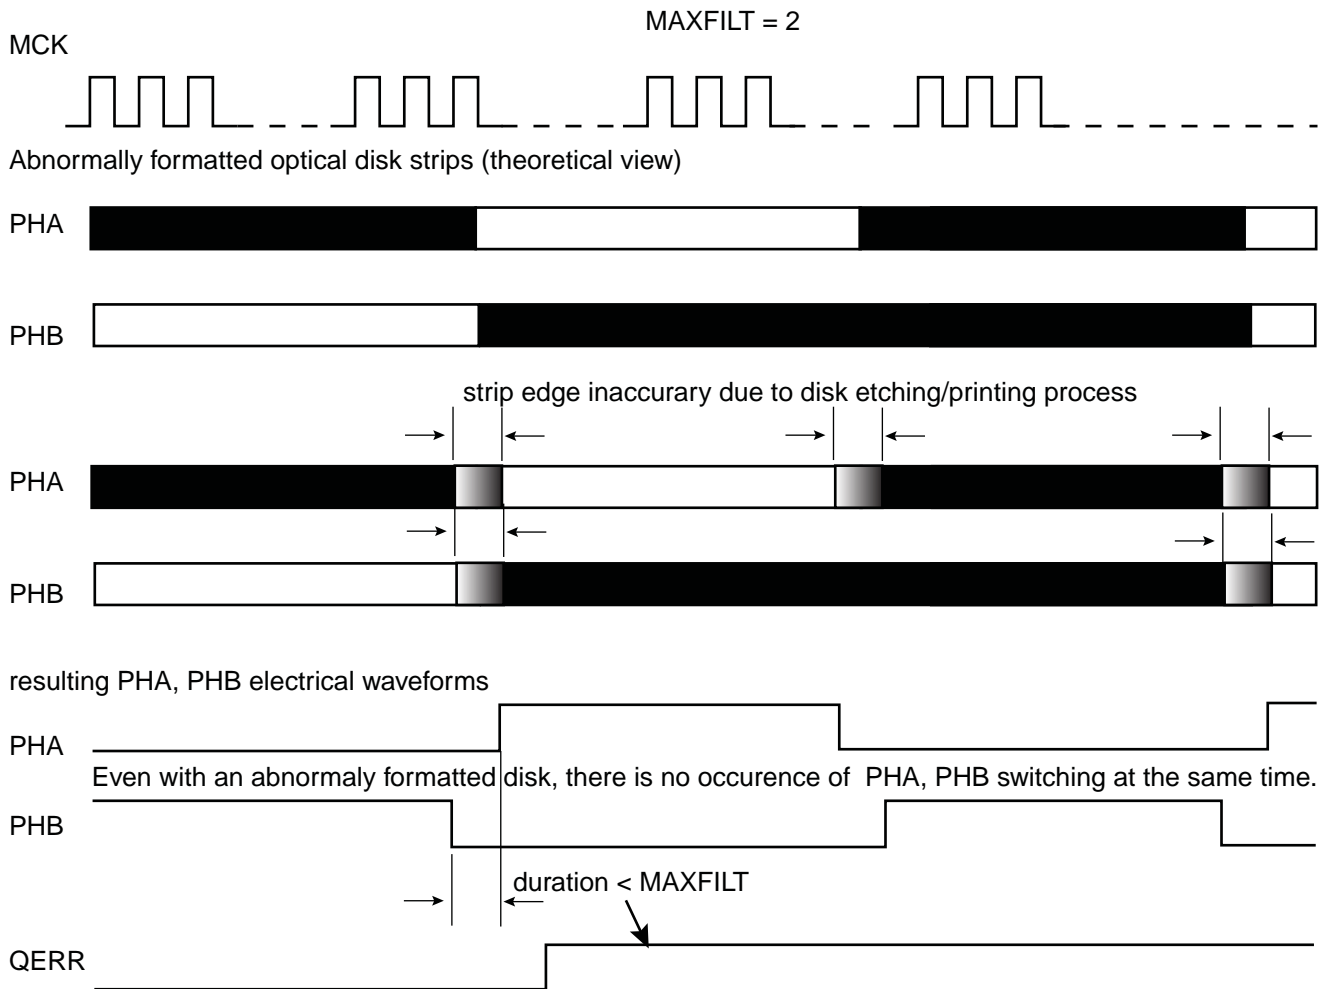 MAXFILT = 2
MCK
Abnormally formatted optical disk strips (theoretical view)
PHA
PHB
strip edge inaccurary due to disk etching/printing process
PHA
PHB
resulting PHA, PHB electrical waveforms
PHA
Even with an abnormaly formatted disk, there is no occurence of PHA, PHB switching at the same time.
PHB
duration < MAXFILT
QERR